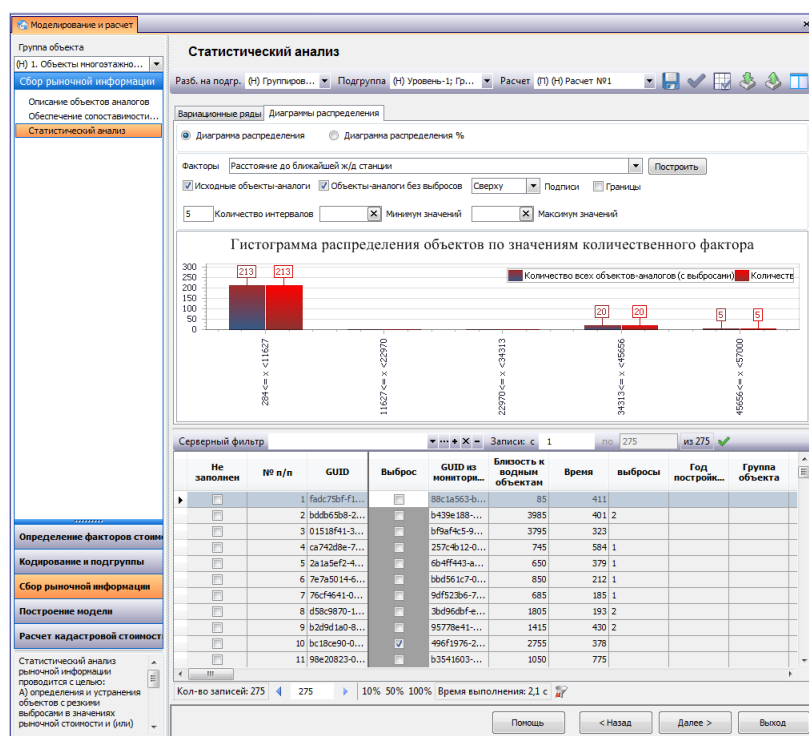 Моделирование и расчет
Группа объекта
(Н) 1. Объекты многоэтажно...
Сбор рыночной информации
Описание объектов аналогов
Обеспечение сопоставимости...
Статистический анализ
Определение факторов стоим
Кодирование и подгруппы
Сбор рыночной информации
Построение модели
Расчет кадастровой стоимост
Статистический анализ
рыночной информации
проводится с целью:
А) определения и устранения
объектов с резкими
выбросами в значениях
рыночной стоимости и (или)
Статистический анализ
Разб. на подгр. (Н) Группиров... Подгруппа (Н) Уровень-1; Гр... Расчет (П) (Н) Расчет №1
Вариационные ряды Диаграммы распределения
Диаграмма распределения Диаграмма распределения %
Факторы Расстояние до ближайшей ж/д станции Построить
Исходные объекты-аналоги Объекты-аналоги без выбросов Сверху Подписи Границы
5 Количество интервалов Минимум значений Максимум значений
Гистограмма распределения объектов по значениям количественного фактора
Количество всех объектов-аналогов (с выбросами) Количеств
300
250
200
150
100
50
0
213 213
20 20
5 5
284 <= x <11627
11627 <= x <22970
22970 <= x <34313
34313 <= x <45656
45656 <= x <57000
Серверный фильтр Записи: с 1 по 275 из 275
Не заполнен № п/п GUID Выброс GUID из монитори... Близость к водным объектам Время выбросы Год постройк... Группа объекта
1 fadc75bf-f1... 88c1a563-b... 85 411
2 bddb65b8-2... b439e188-... 3985 401 2
3 01518f41-3... bf9af4c5-9... 3795 323
4 ca742d8e-7... 257c4b12-0... 745 584 1
5 2a1a5ef2-4... 6b4ff443-a... 650 379 1
6 7e7a5014-6... bbd561c7-0... 850 212 1
7 76cf4641-0... 9df523b6-7... 685 185 1
8 d58c9870-1... 3bd96dbf-e... 1805 193 2
9 b2d9d1a0-8... 95778e41-... 1415 430 2
10 bc18ce90-0... 496f1976-2... 2755 378
11 98e20823-0... b3541603-... 1050 775
Кол-во записей: 275 275 10% 50% 100% Время выполнения: 2,1 с
Помощь < Назад Далее > Выход